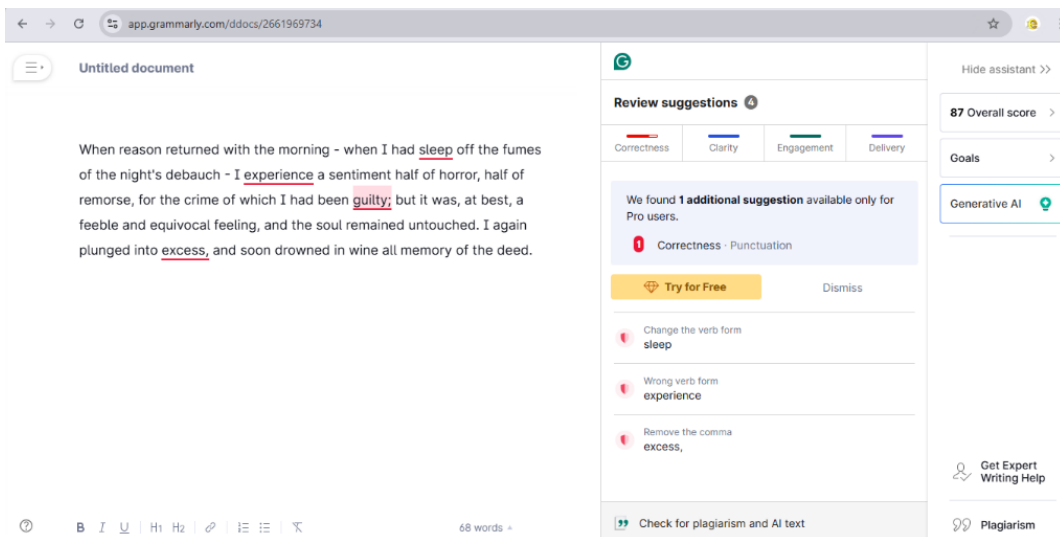 app.grammarly.com/ddocs/2661969734
Untitled document
When reason returned with the morning - when I had sleep off the fumes
of the night's debauch - I experience a sentiment half of horror, half of
remorse, for the crime of which I had been guilty; but it was, at best, a
feeble and equivocal feeling, and the soul remained untouched. I again
plunged into excess, and soon drowned in wine all memory of the deed.
B I U H1 H2
68 words
G
Review suggestions 4
Correctness Clarity Engagement Delivery
We found 1 additional suggestion available only for
Pro users.
1 Correctness · Punctuation
Try for Free Dismiss
Change the verb form
sleep
Wrong verb form
experience
Remove the comma
excess,
Check for plagiarism and AI text
Hide assistant >>
87 Overall score >
Goals >
Generative AI
Get Expert
Writing Help
Plagiarism